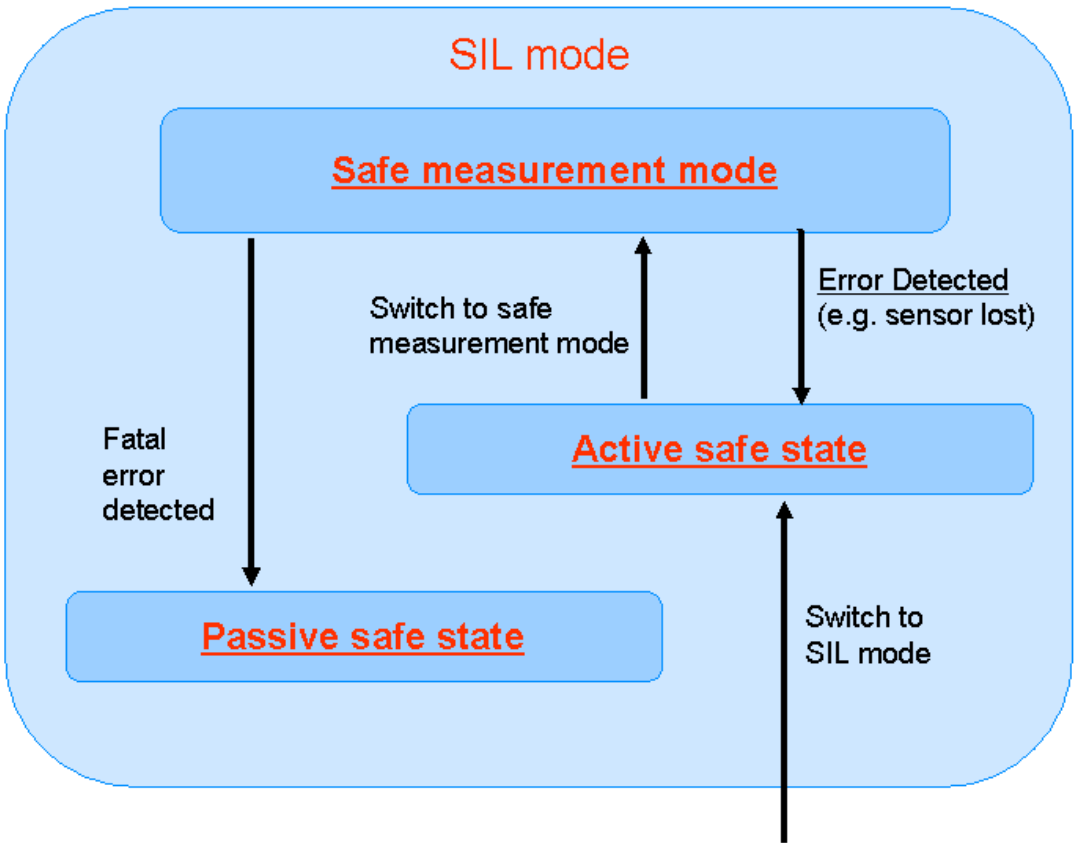 SIL mode
Safe measurement mode
Error Detected
(e.g. sensor lost)
Switch to safe
measurement mode
Active safe state
Fatal
error
detected
Passive safe state
Switch to
SIL mode